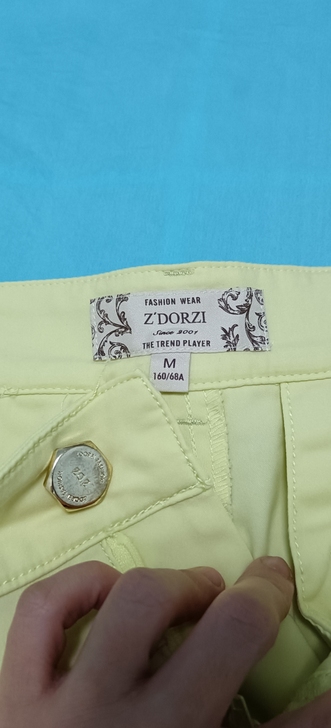 FASHION WEAR
Z'DORZI
Since 2001
THE TREND PLAYER
M
160/68A